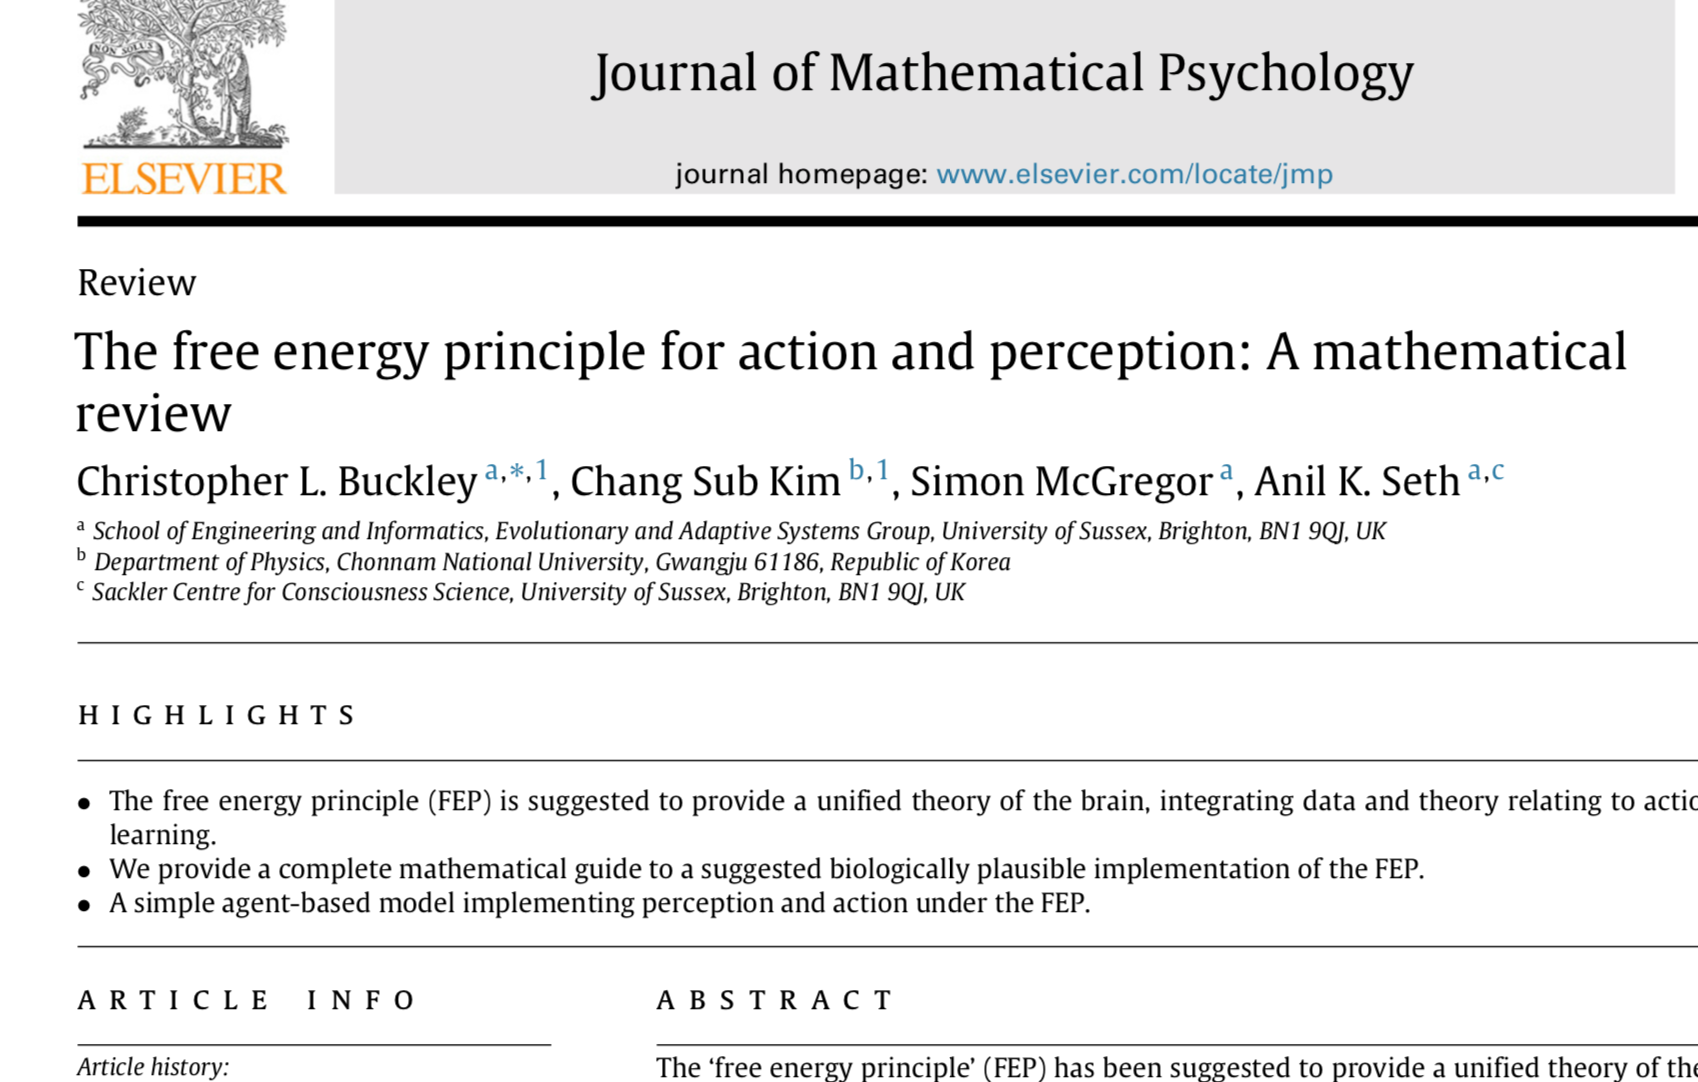 NON SOLUS
ELSEVIER
Journal of Mathematical Psychology
journal homepage: www.elsevier.com/locate/jmp
Review
The free energy principle for action and perception: A mathematical
review
Christopher L. Buckley a,*,1, Chang Sub Kim b,1, Simon McGregor a, Anil K. Seth a,c
a School of Engineering and Informatics, Evolutionary and Adaptive Systems Group, University of Sussex, Brighton, BN1 9QJ, UK
b Department of Physics, Chonnam National University, Gwangju 61186, Republic of Korea
c Sackler Centre for Consciousness Science, University of Sussex, Brighton, BN1 9QJ, UK
HIGHLIGHTS
• The free energy principle (FEP) is suggested to provide a unified theory of the brain, integrating data and theory relating to actio
learning.
• We provide a complete mathematical guide to a suggested biologically plausible implementation of the FEP.
• A simple agent-based model implementing perception and action under the FEP.
ARTICLE INFO
Article history:
ABSTRACT
The ‘free energy principle’ (FEP) has been suggested to provide a unified theory of the